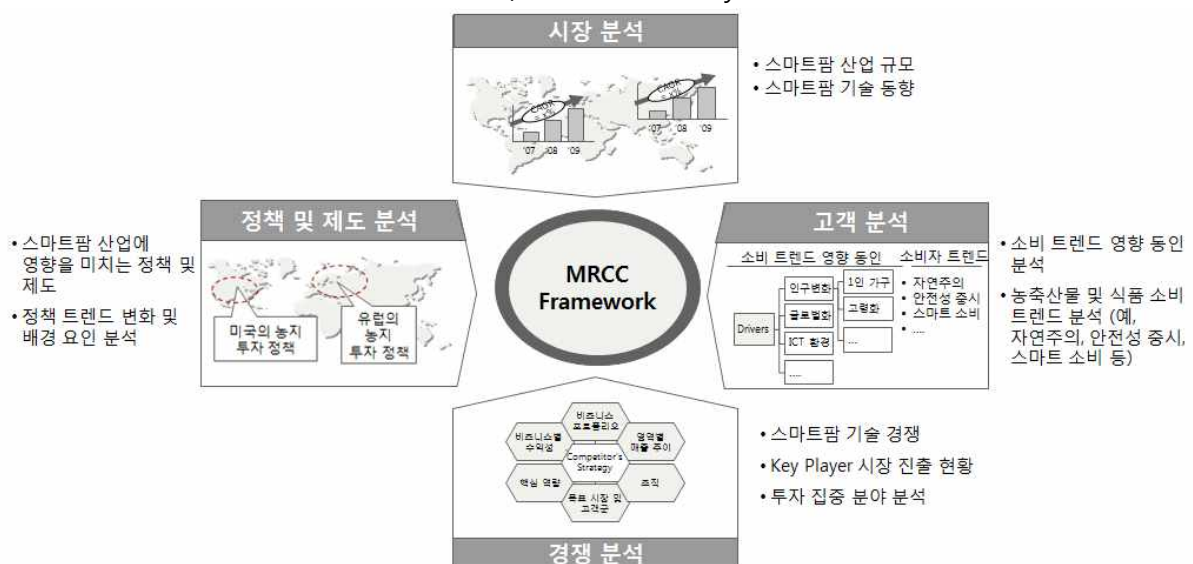 시장 분석
CAGR
= x%
....
'07 '08 '09
CAGR
= x%
'07 '08 '09
• 스마트팜 산업 규모
• 스마트팜 기술 동향
정책 및 제도 분석
미국의 농지
투자 정책
유럽의
농지
투자 정책
• 스마트팜 산업에
영향을 미치는 정책 및
제도
• 정책 트렌드 변화 및
배경 요인 분석
MRCC
Framework
고객 분석
소비 트렌드 영향 동인
소비자 트렌드
Drivers
인구변화
글로벌화
ICT 환경
....
1인 가구
고령화
....
• 자연주의
• 안전성 중시
• 스마트 소비
• ....
• 소비 트렌드 영향 동인
분석
• 농축산물 및 식품 소비
트렌드 분석 (예,
자연주의, 안전성 중시,
스마트 소비 등)
비즈니스
포트폴리오
비즈니스별
수익성
영역별
매출 추이
Competitor's
Strategy
핵심 역량
조직
목표 시장 및
고객군
경쟁 분석
• 스마트팜 기술 경쟁
• Key Player 시장 진출 현황
• 투자 집중 분야 분석